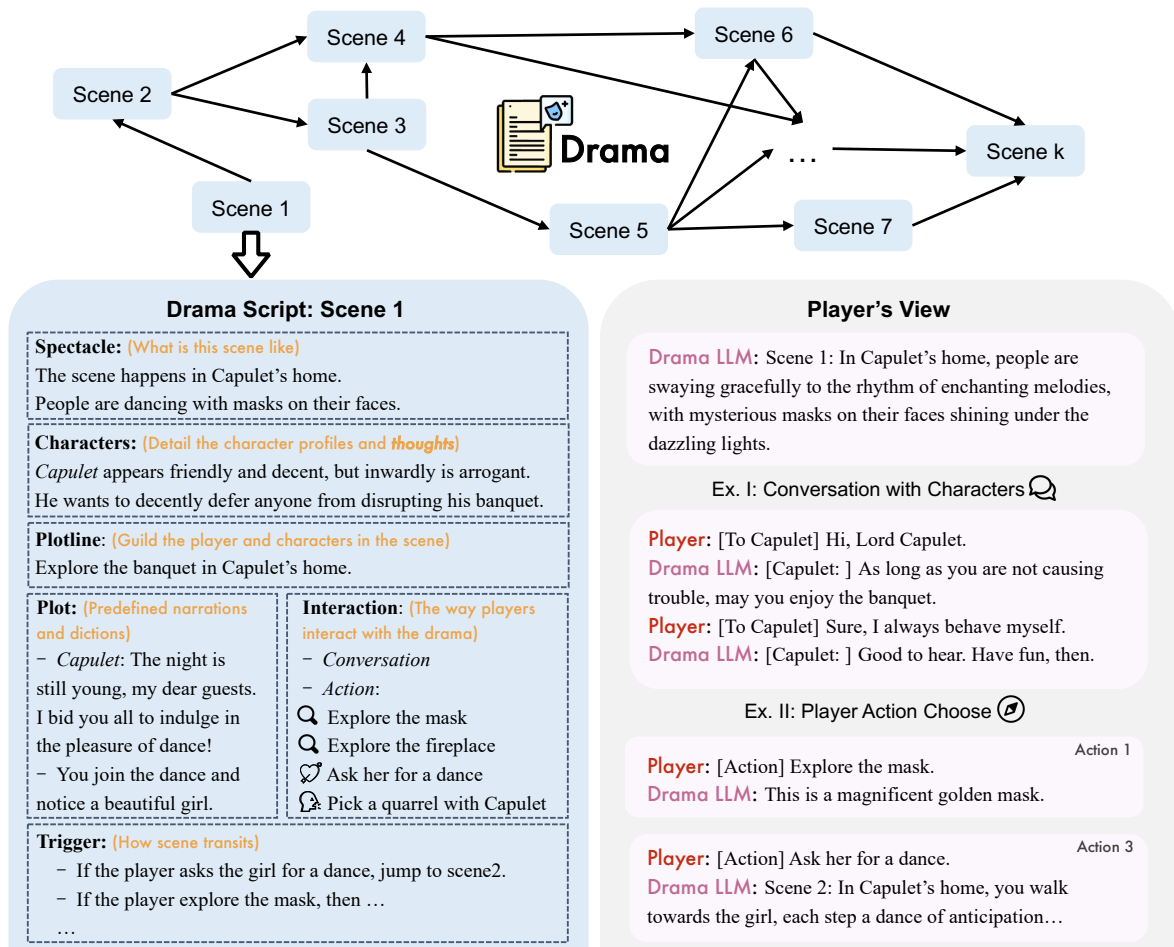 Scene 4
Scene 6
Scene 2
Scene 3
Drama
...
Scene k
Scene 1
Scene 5
Scene 7
Drama Script: Scene 1
Spectacle: (What is this scene like)
The scene happens in Capulet's home.
People are dancing with masks on their faces.
Characters: (Detail the character profiles and thoughts)
Capulet appears friendly and decent, but inwardly is arrogant.
He wants to decently defer anyone from disrupting his banquet.
Plotline: (Guild the player and characters in the scene)
Explore the banquet in Capulet's home.
Plot: (Predefined narrations
and dictions)
– Capulet: The night is
still young, my dear guests.
I bid you all to indulge in
the pleasure of dance!
– You join the dance and
notice a beautiful girl.
Interaction: (The way players
interact with the drama)
– Conversation
– Action:
Explore the mask
Explore the fireplace
Ask her for a dance
Pick a quarrel with Capulet
Trigger: (How scene transits)
– If the player asks the girl for a dance, jump to scene2.
– If the player explore the mask, then …
…
Player's View
Drama LLM: Scene 1: In Capulet's home, people are
swaying gracefully to the rhythm of enchanting melodies,
with mysterious masks on their faces shining under the
dazzling lights.
Ex. I: Conversation with Characters
Player: [To Capulet] Hi, Lord Capulet.
Drama LLM: [Capulet: ] As long as you are not causing
trouble, may you enjoy the banquet.
Player: [To Capulet] Sure, I always behave myself.
Drama LLM: [Capulet: ] Good to hear. Have fun, then.
Ex. II: Player Action Choose
Action 1
Player: [Action] Explore the mask.
Drama LLM: This is a magnificent golden mask.
Action 3
Player: [Action] Ask her for a dance.
Drama LLM: Scene 2: In Capulet's home, you walk
towards the girl, each step a dance of anticipation…